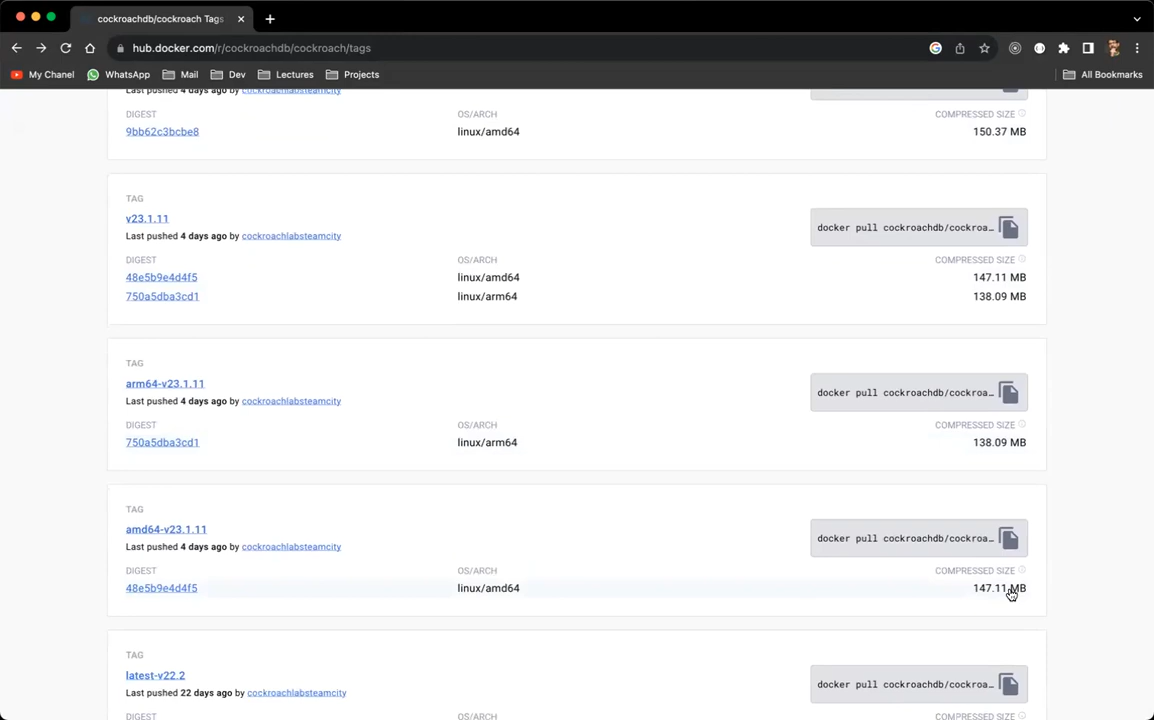 cockroachdb/cockroach Tags
hub.docker.com/r/cockroachdb/cockroach/tags
My Chanel
WhatsApp
Mail
Dev
Lectures
Projects
All Bookmarks
Last pushed 4 days ago by cockroachlabsteamcity
DIGEST
OS/ARCH
COMPRESSED SIZE
9bb62c3bcbe8
linux/amd64
150.37 MB
TAG
v23.1.11
Last pushed 4 days ago by cockroachlabsteamcity
docker pull cockroachdb/cockroa...
DIGEST
OS/ARCH
COMPRESSED SIZE
48e5b9e4d4f5
linux/amd64
147.11 MB
750a5dba3cd1
linux/arm64
138.09 MB
TAG
arm64-v23.1.11
Last pushed 4 days ago by cockroachlabsteamcity
docker pull cockroachdb/cockroa...
DIGEST
OS/ARCH
COMPRESSED SIZE
750a5dba3cd1
linux/arm64
138.09 MB
TAG
amd64-v23.1.11
Last pushed 4 days ago by cockroachlabsteamcity
docker pull cockroachdb/cockroa...
DIGEST
OS/ARCH
COMPRESSED SIZE
48e5b9e4d4f5
linux/amd64
147.11 MB
TAG
latest-v22.2
Last pushed 22 days ago by cockroachlabsteamcity
docker pull cockroachdb/cockroa...
DIGEST
OS/ARCH
COMPRESSED SIZE